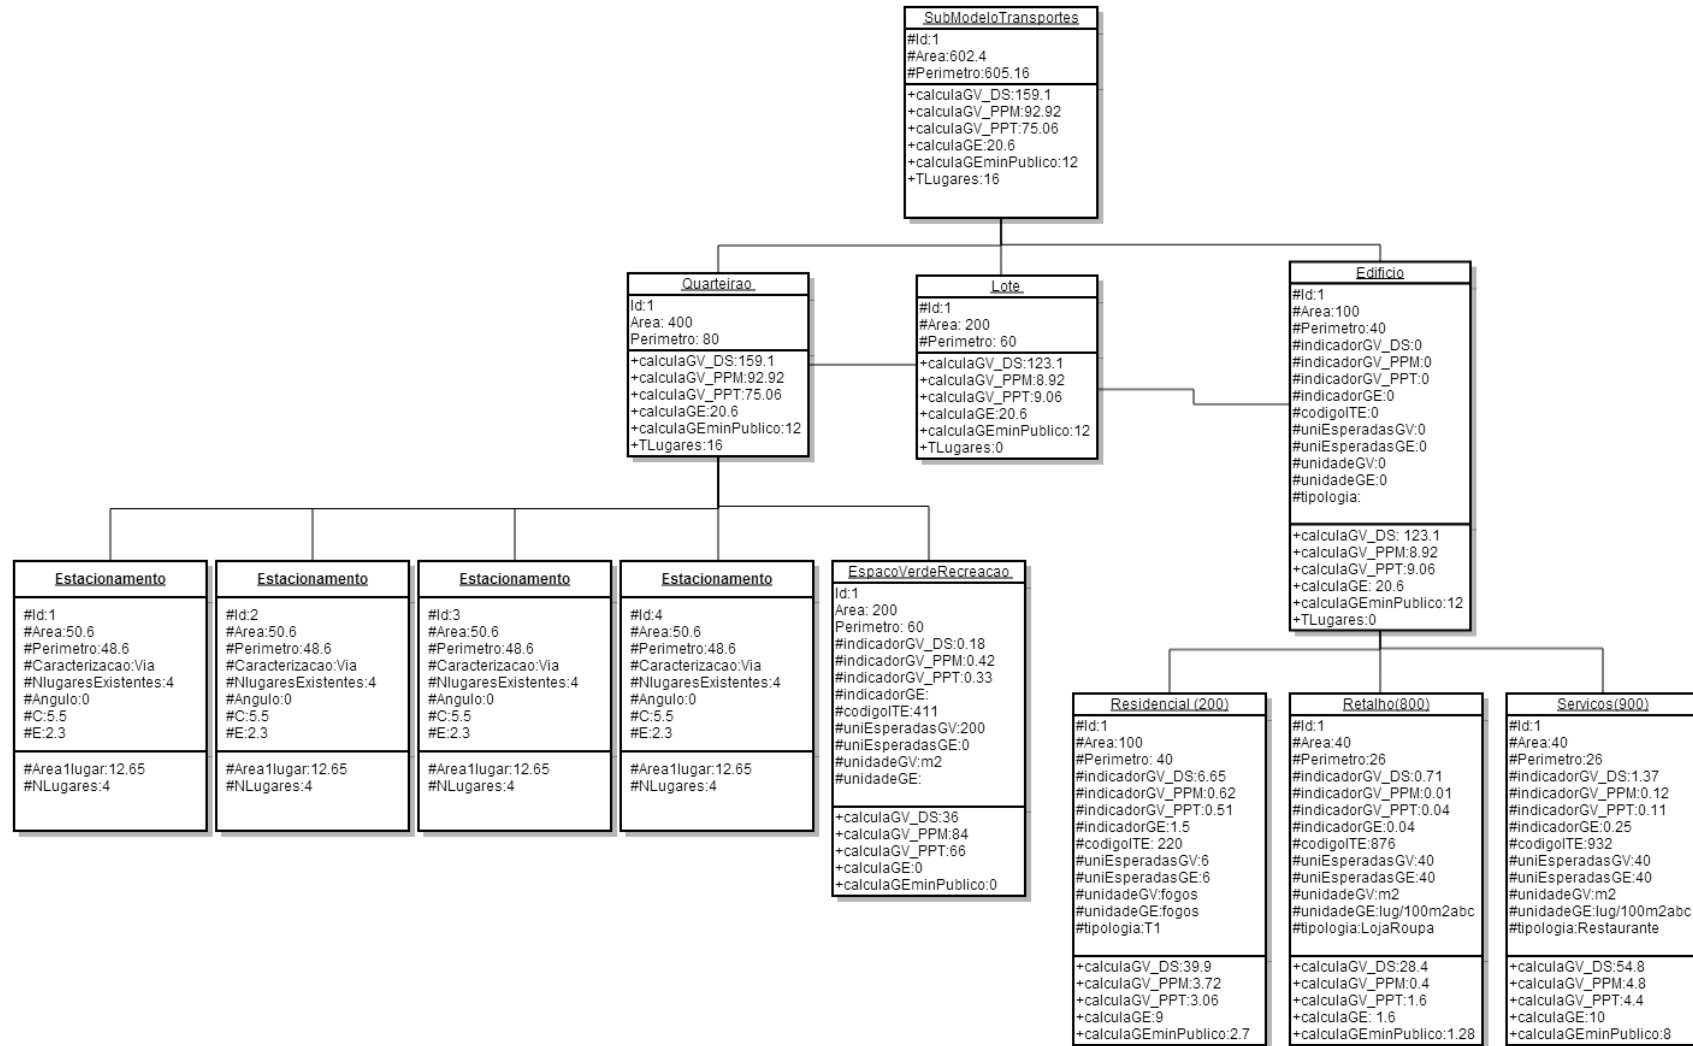 SubModeloTransportes
#Id:1
#Area:602.4
#Perimetro:605.16
+calculaGV_DS:159.1
+calculaGV_PPM:92.92
+calculaGV_PPT:75.06
+calculaGE:20.6
+calculaGEminPublico:12
+TLugares:16
Quarteirao
Id:1
Area: 400
Perimetro: 80
+calculaGV_DS:159.1
+calculaGV_PPM:92.92
+calculaGV_PPT:75.06
+calculaGE:20.6
+calculaGEminPublico:12
+TLugares:16
Lote
#Id:1
#Area: 200
#Perimetro: 60
+calculaGV_DS:123.1
+calculaGV_PPM:8.92
+calculaGV_PPT:9.06
+calculaGE:20.6
+calculaGEminPublico:12
+TLugares:0
Edificio
#Id:1
#Area:100
#Perimetro:40
#indicadorGV_DS:0
#indicadorGV_PPM:0
#indicadorGV_PPT:0
#indicadorGE:0
#codigoITE:0
#uniEsperadasGV:0
#uniEsperadasGE:0
#unidadeGV:0
#unidadeGE:0
#tipologia:
+calculaGV_DS: 123.1
+calculaGV_PPM:8.92
+calculaGV_PPT:9.06
+calculaGE: 20.6
+calculaGEminPublico:12
+TLugares:0
Estacionamento
#Id:1
#Area:50.6
#Perimetro:48.6
#Caracterizacao:Via
#NlugaresExistentes:4
#Angulo:0
#C:5.5
#E:2.3
#Area1lugar:12.65
#NLugares:4
Estacionamento
#Id:2
#Area:50.6
#Perimetro:48.6
#Caracterizacao:Via
#NlugaresExistentes:4
#Angulo:0
#C:5.5
#E:2.3
#Area1lugar:12.65
#NLugares:4
Estacionamento
#Id:3
#Area:50.6
#Perimetro:48.6
#Caracterizacao:Via
#NlugaresExistentes:4
#Angulo:0
#C:5.5
#E:2.3
#Area1lugar:12.65
#NLugares:4
Estacionamento
#Id:4
#Area:50.6
#Perimetro:48.6
#Caracterizacao:Via
#NlugaresExistentes:4
#Angulo:0
#C:5.5
#E:2.3
#Area1lugar:12.65
#NLugares:4
EspacoVerdeRecreacao
Id:1
Area: 200
Perimetro: 60
#indicadorGV_DS:0.18
#indicadorGV_PPM:0.42
#indicadorGV_PPT:0.33
#indicadorGE:
#codigoITE:411
#uniEsperadasGV:200
#uniEsperadasGE:0
#unidadeGV:m2
#unidadeGE:
+calculaGV_DS:36
+calculaGV_PPM:84
+calculaGV_PPT:66
+calculaGE:0
+calculaGEminPublico:0
Residencial (200)
#Id:1
#Area:100
#Perimetro: 40
#indicadorGV_DS:6.65
#indicadorGV_PPM:0.62
#indicadorGV_PPT:0.51
#indicadorGE:1.5
#codigoITE: 220
#uniEsperadasGV:6
#uniEsperadasGE:6
#unidadeGV:fogos
#unidadeGE:fogos
#tipologia:T1
+calculaGV_DS:39.9
+calculaGV_PPM:3.72
+calculaGV_PPT:3.06
+calculaGE:9
+calculaGEminPublico:2.7
Retalho(800)
#Id:1
#Area:40
#Perimetro:26
#indicadorGV_DS:0.71
#indicadorGV_PPM:0.01
#indicadorGV_PPT:0.04
#indicadorGE:0.04
#codigoITE:876
#uniEsperadasGV:40
#uniEsperadasGE:40
#unidadeGV:m2
#unidadeGE:lug/100m2abc
#tipologia:LojaRoupa
+calculaGV_DS:28.4
+calculaGV_PPM:0.4
+calculaGV_PPT:1.6
+calculaGE: 1.6
+calculaGEminPublico:1.28
Servicos(900)
#Id:1
#Area:40
#Perimetro:26
#indicadorGV_DS:1.37
#indicadorGV_PPM:0.12
#indicadorGV_PPT:0.11
#indicadorGE:0.25
#codigoITE:932
#uniEsperadasGV:40
#uniEsperadasGE:40
#unidadeGV:m2
#unidadeGE:lug/100m2abc
#tipologia:Restaurante
+calculaGV_DS:54.8
+calculaGV_PPM:4.8
+calculaGV_PPT:4.4
+calculaGE:10
+calculaGEminPublico:8